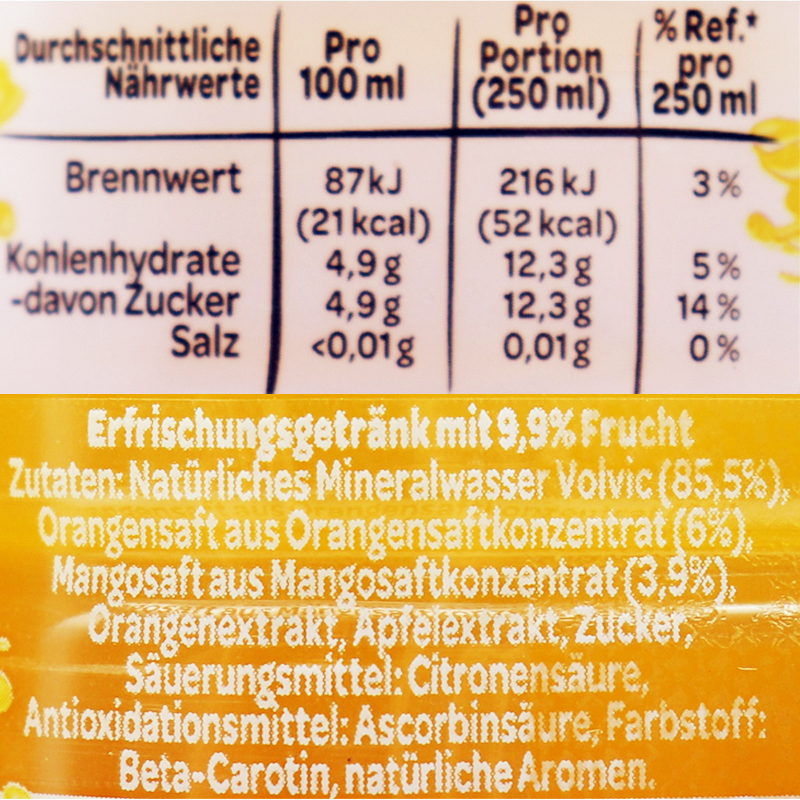 Durchschnittliche Nährwerte | Pro 100 ml | Pro Portion (250 ml) | % Ref.* pro 250 ml
Brennwert 87 kJ 216 kJ 3 %
(21 kcal) (52 kcal)
Kohlenhydrate 4,9 g 12,3 g 5 %
-davon Zucker 4,9 g 12,3 g 14 %
Salz <0,01 g 0,01 g 0 %
Erfrischungsgetränk mit 9,9% Frucht
Zutaten: Natürliches Mineralwasser Volvic (85,5%),
Orangensaft aus Orangensaftkonzentrat (6%),
Mangosaft aus Mangosaftkonzentrat (3,9%),
Orangenextrakt, Apfelextrakt, Zucker,
Säuerungsmittel: Citronensäure,
Antioxidationsmittel: Ascorbinsäure, Farbstoff:
Beta-Carotin, natürliche Aromen.